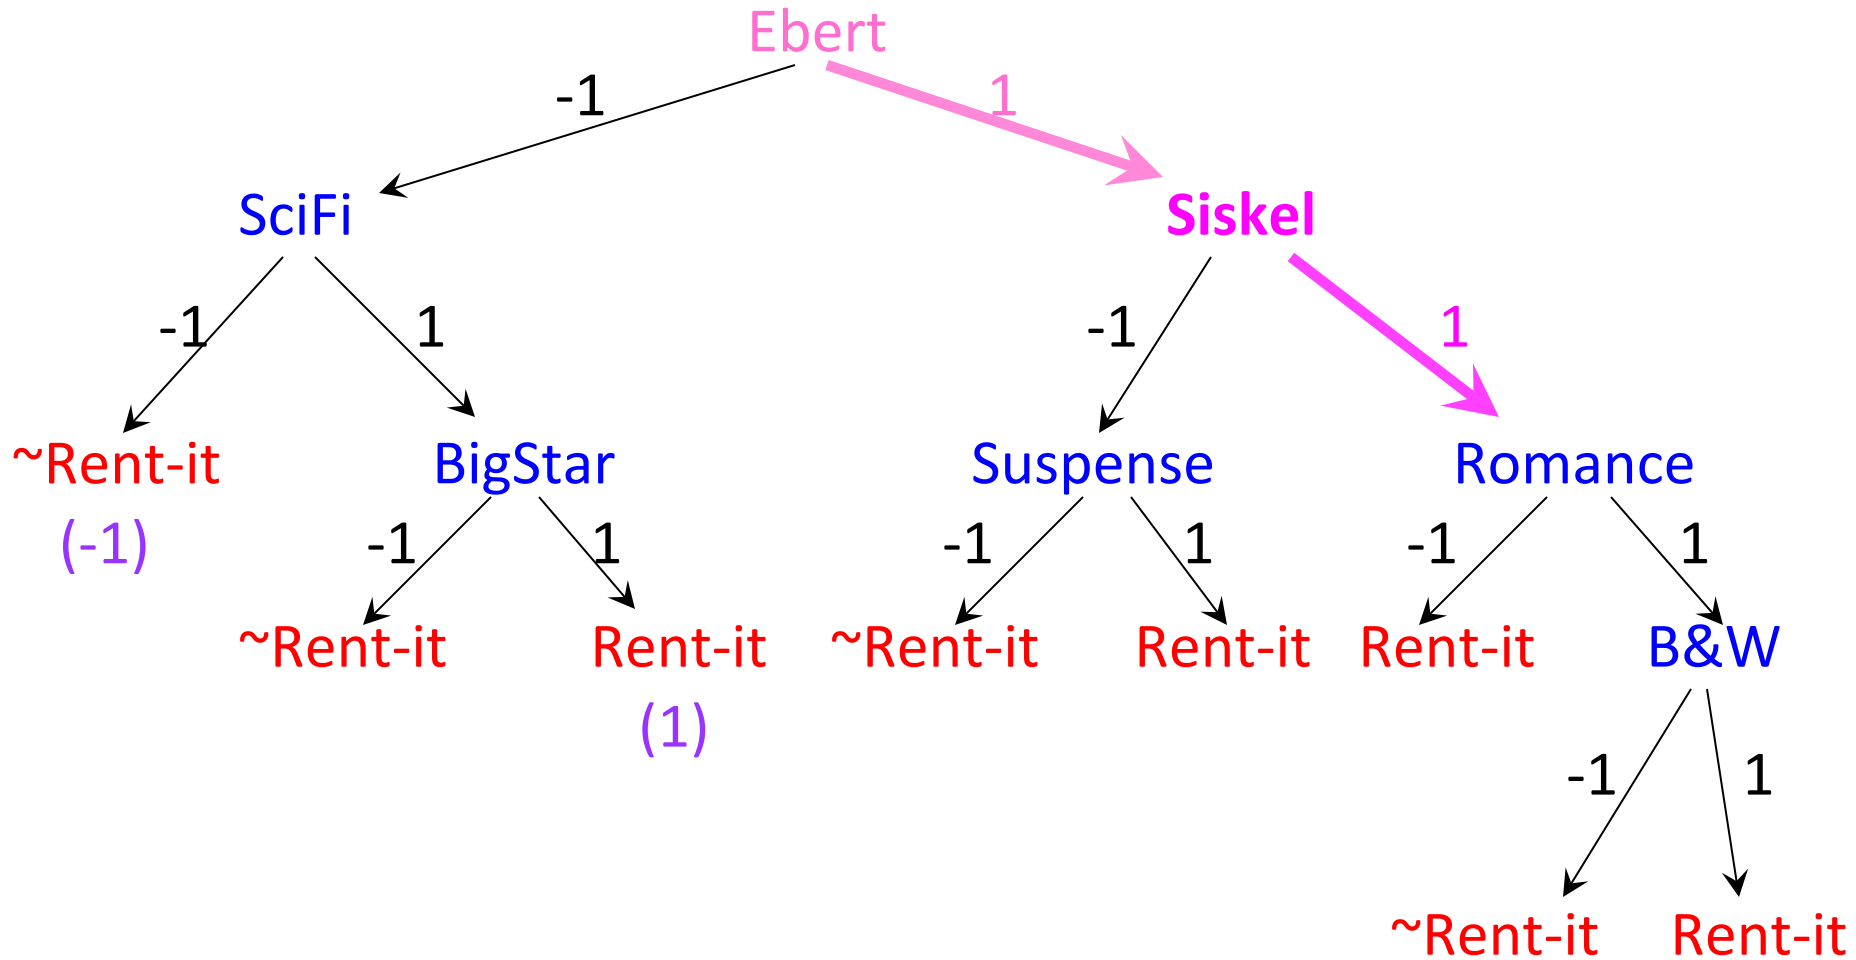 Ebert
-1 1
SciFi Siskel
-1 1 -1 1
~Rent-it BigStar Suspense Romance
(-1) -1 1 -1 1 -1 1
~Rent-it Rent-it ~Rent-it Rent-it Rent-it B&W
(1)
-1 1
~Rent-it Rent-it